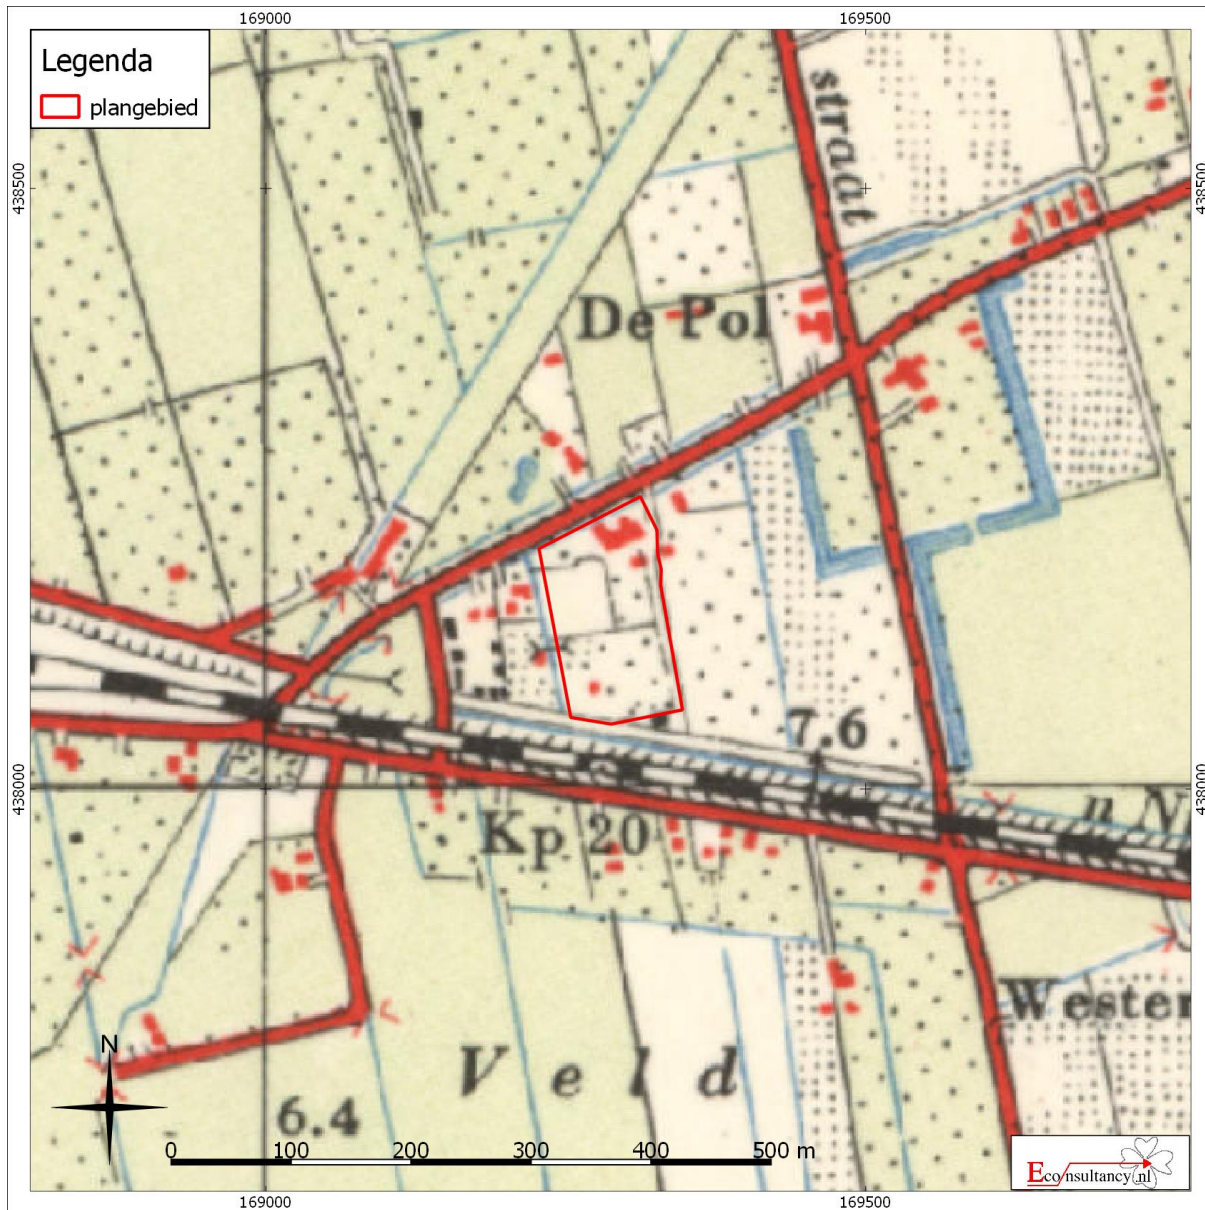 169000 169500
Legenda
plangebied
straat
438500 438500
De Pol
7.6
438000 438000
Kp 20
Wester
V e l d
N
6.4
0 100 200 300 400 500 m
Econsultancy.nl
169000 169500